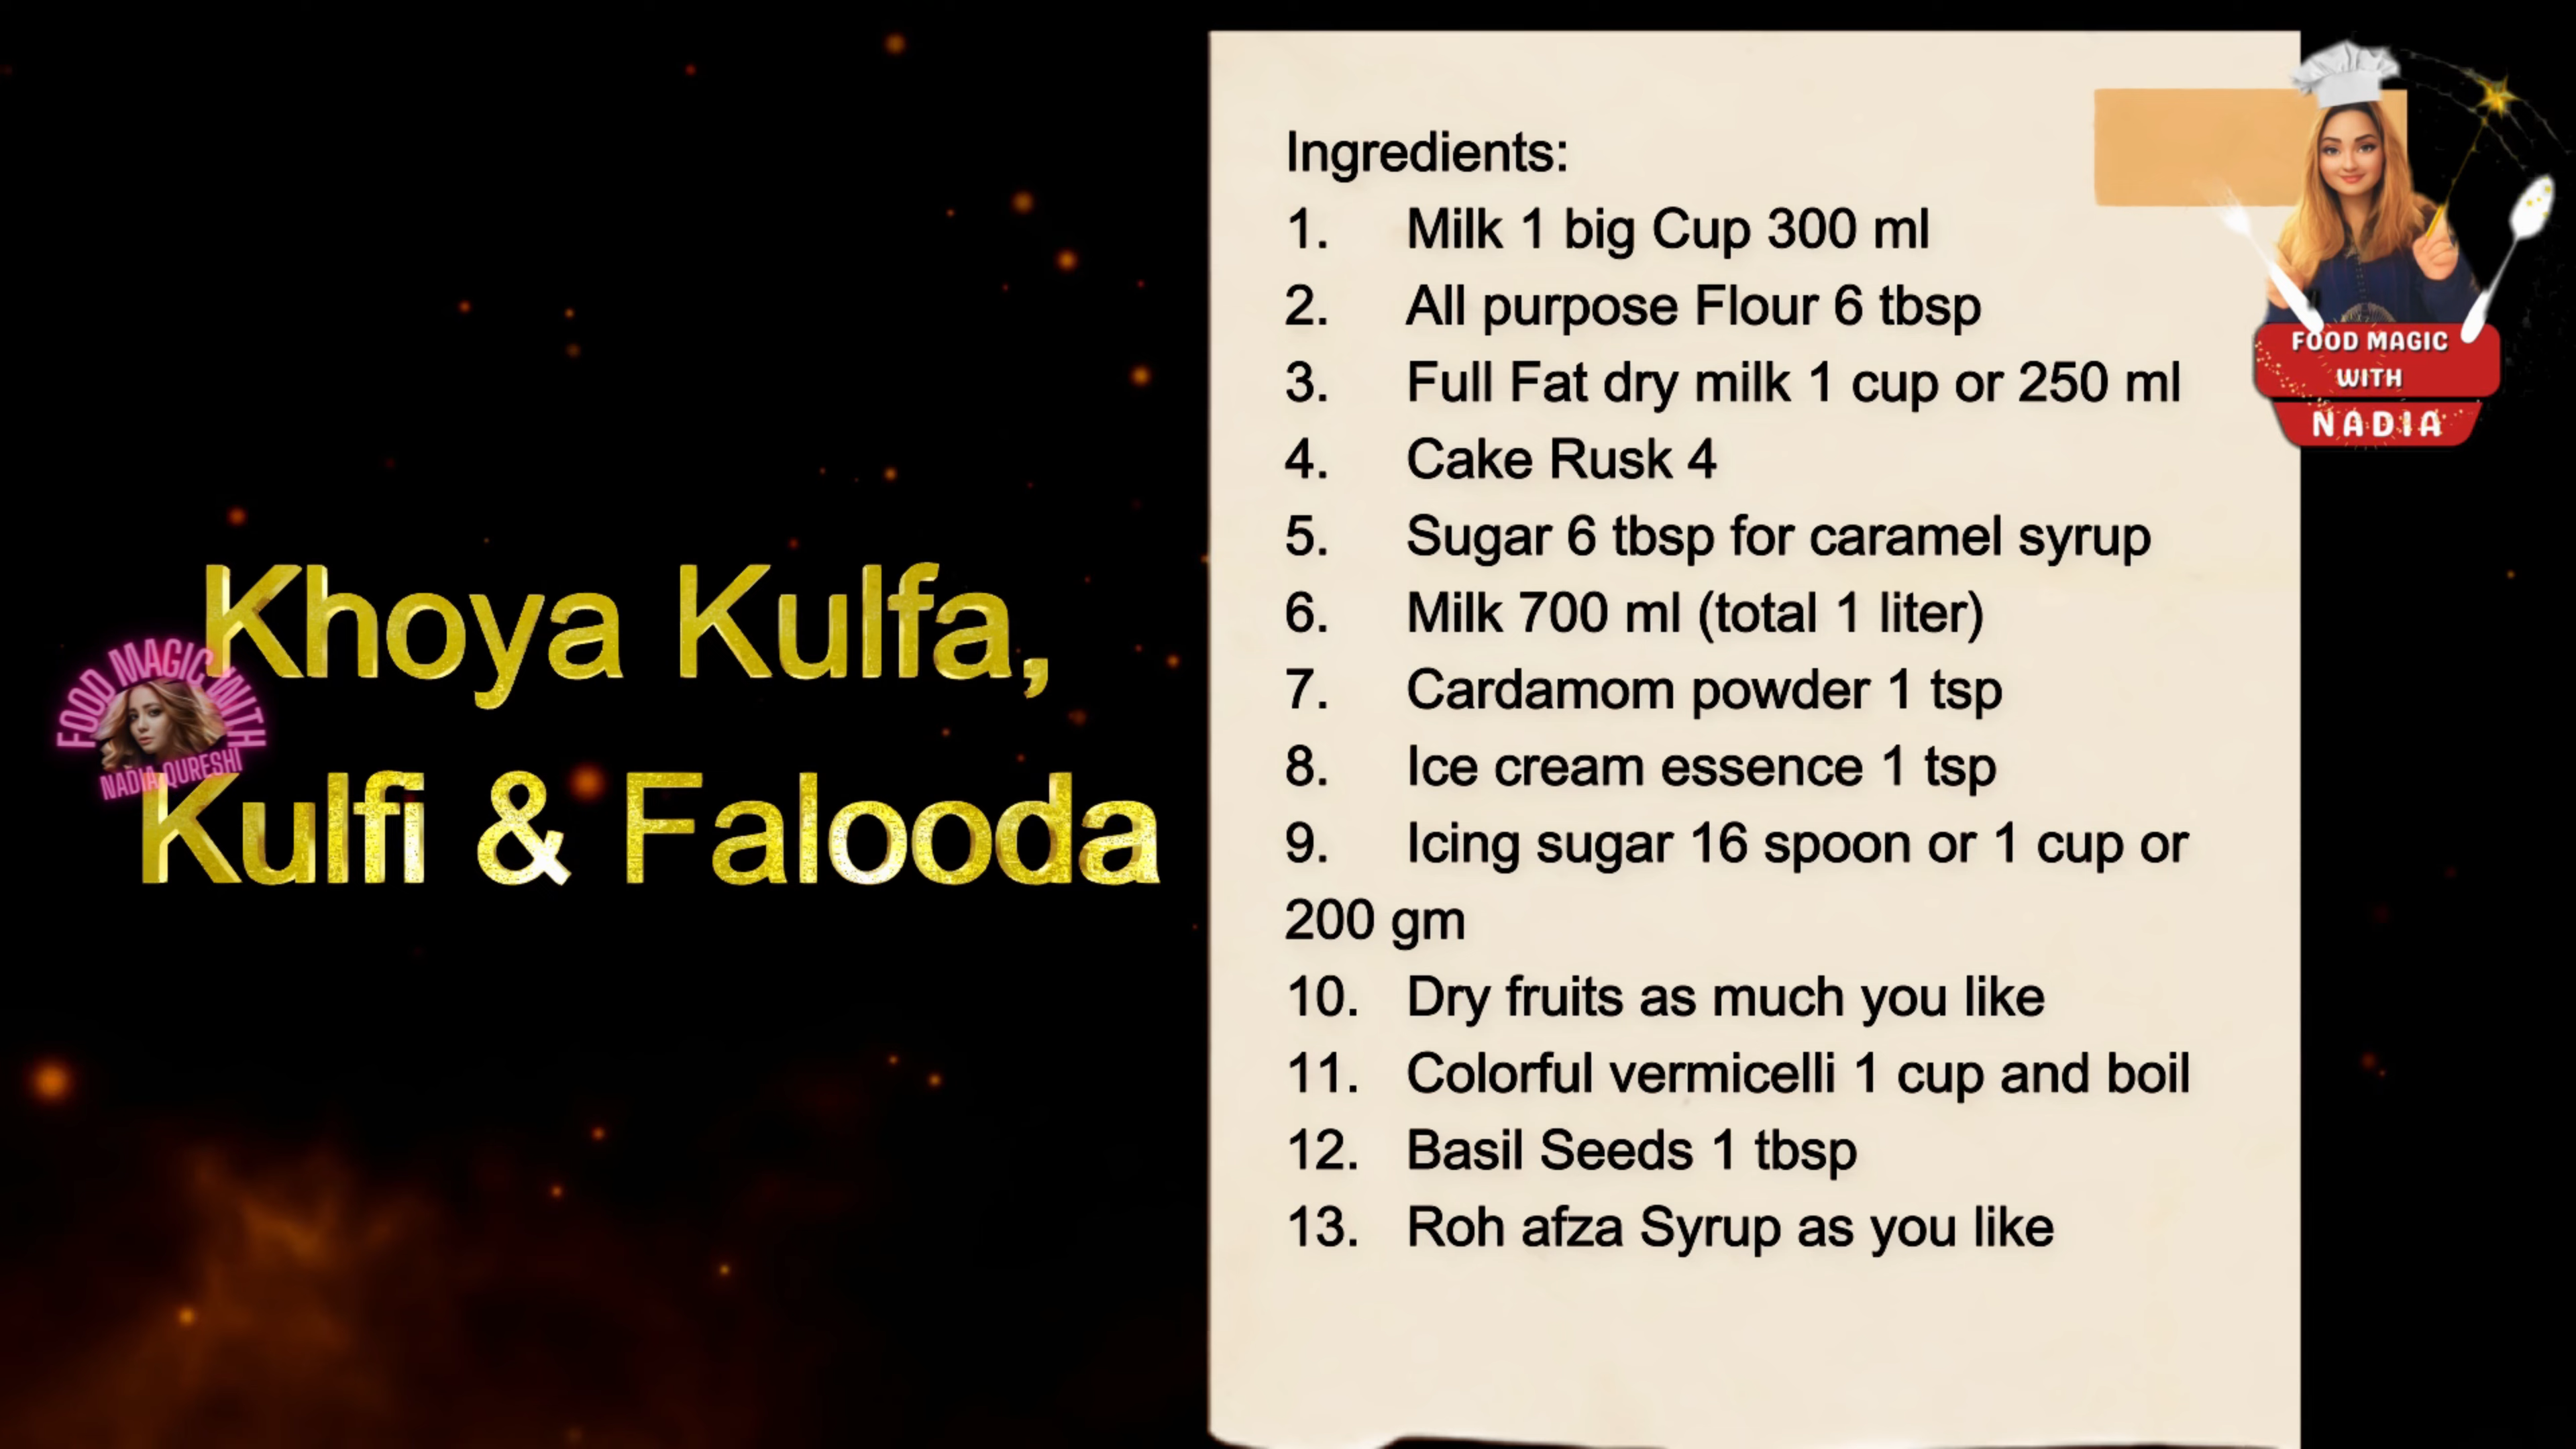 Khoya Kulfa,
Kulfi & Falooda
FOOD MAGIC WITH
NADIA QURESHI
Ingredients:
1. Milk 1 big Cup 300 ml
2. All purpose Flour 6 tbsp
3. Full Fat dry milk 1 cup or 250 ml
4. Cake Rusk 4
5. Sugar 6 tbsp for caramel syrup
6. Milk 700 ml (total 1 liter)
7. Cardamom powder 1 tsp
8. Ice cream essence 1 tsp
9. Icing sugar 16 spoon or 1 cup or
200 gm
10. Dry fruits as much you like
11. Colorful vermicelli 1 cup and boil
12. Basil Seeds 1 tbsp
13. Roh afza Syrup as you like
FOOD MAGIC
WITH
NADIA